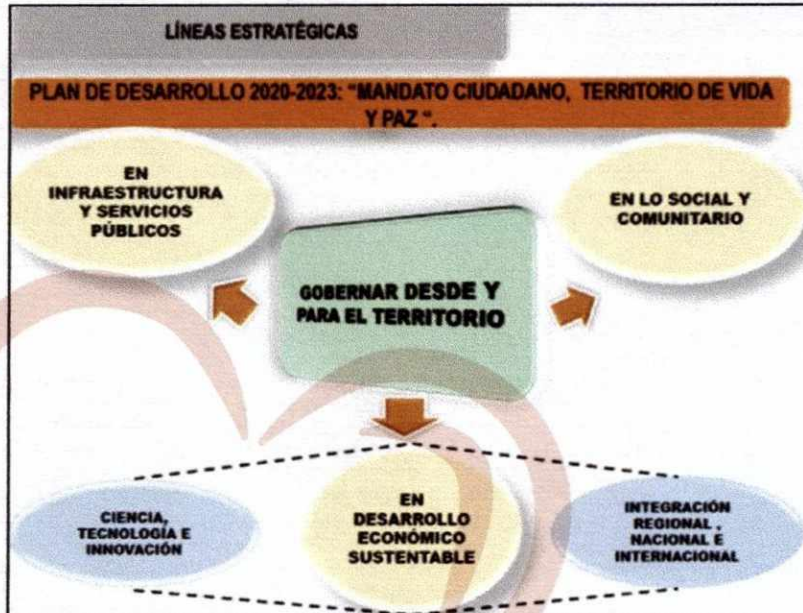 LÍNEAS ESTRATÉGICAS
PLAN DE DESARROLLO 2020-2023: “MANDATO CIUDADANO, TERRITORIO DE VIDA
Y PAZ “.
EN
INFRAESTRUCTURA
Y SERVICIOS
PÚBLICOS
EN LO SOCIAL Y
COMUNITARIO
GOBERNAR DESDE Y
PARA EL TERRITORIO
CIENCIA,
TECNOLOGÍA E
INNOVACIÓN
EN
DESARROLLO
ECONÓMICO
SUSTENTABLE
INTEGRACIÓN
REGIONAL ,
NACIONAL E
INTERNACIONAL